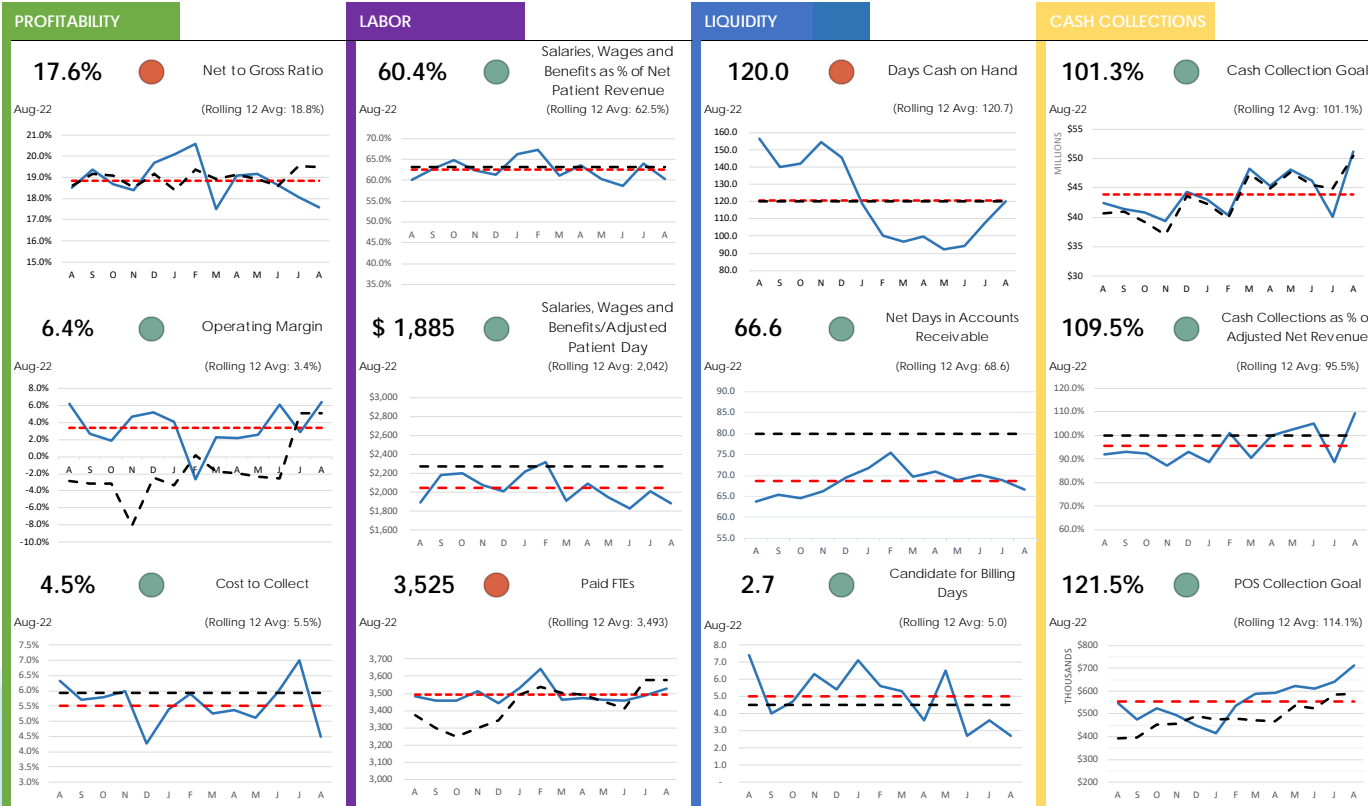 PROFITABILITY
17.6%
Net to Gross Ratio
Aug-22
(Rolling 12 Avg: 18.8%)
21.0%
20.0%
19.0%
18.0%
17.0%
16.0%
15.0%
A S O N D J F M A M J J A
6.4%
Operating Margin
Aug-22
(Rolling 12 Avg: 3.4%)
8.0%
6.0%
4.0%
2.0%
0.0%
-2.0%
-4.0%
-6.0%
-8.0%
-10.0%
A S O N D J F M A M J J A
4.5%
Cost to Collect
Aug-22
(Rolling 12 Avg: 5.5%)
7.5%
7.0%
6.5%
6.0%
5.5%
5.0%
4.5%
4.0%
3.5%
3.0%
A S O N D J F M A M J J A
LABOR
60.4%
Salaries, Wages and
Benefits as % of Net
Patient Revenue
Aug-22
(Rolling 12 Avg: 62.5%)
70.0%
65.0%
60.0%
55.0%
50.0%
A S O N D J F M A M J J A
45.0%
40.0%
35.0%
$ 1,885
Salaries, Wages and
Benefits/Adjusted
Patient Day
Aug-22
(Rolling 12 Avg: 2,042)
$3,000
$2,800
$2,600
$2,400
$2,200
$2,000
$1,800
$1,600
A S O N D J F M A M J J A
3,525
Paid FTEs
Aug-22
(Rolling 12 Avg: 3,493)
3,700
3,600
3,500
3,400
3,300
3,200
3,100
3,000
A S O N D J F M A M J J A
LIQUIDITY
120.0
Days Cash on Hand
Aug-22
(Rolling 12 Avg: 120.7)
160.0
150.0
140.0
130.0
120.0
110.0
100.0
90.0
80.0
A S O N D J F M A M J J A
66.6
Net Days in Accounts
Receivable
Aug-22
(Rolling 12 Avg: 68.6)
90.0
85.0
80.0
75.0
70.0
65.0
60.0
55.0
A S O N D J F M A M J J A
2.7
Candidate for Billing
Days
Aug-22
(Rolling 12 Avg: 5.0)
8.0
7.0
6.0
5.0
4.0
3.0
2.0
1.0
-
A S O N D J F M A M J J A
CASH COLLECTIONS
101.3%
Cash Collection Goal
Aug-22
(Rolling 12 Avg: 101.1%)
MILLIONS
$55
$50
$45
$40
$35
$30
A S O N D J F M A M J J A
109.5%
Cash Collections as % o
Adjusted Net Revenue
Aug-22
(Rolling 12 Avg: 95.5%)
120.0%
110.0%
100.0%
90.0%
80.0%
70.0%
60.0%
A S O N D J F M A M J J A
121.5%
POS Collection Goal
Aug-22
(Rolling 12 Avg: 114.1%)
THOUSANDS
$800
$700
$600
$500
$400
$300
$200
A S O N D J F M A M J J A